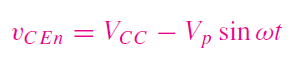 v_{CEn} = V_{CC} − V_p sin ωt